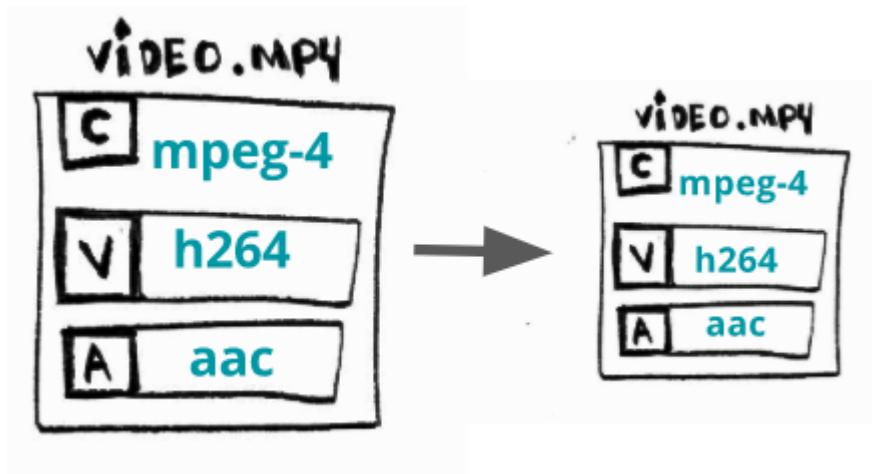 ViDEO.MP4
C
mpeg-4
V
h264
A
aac
ViDEO.MP4
C
mpeg-4
V
h264
A
aac